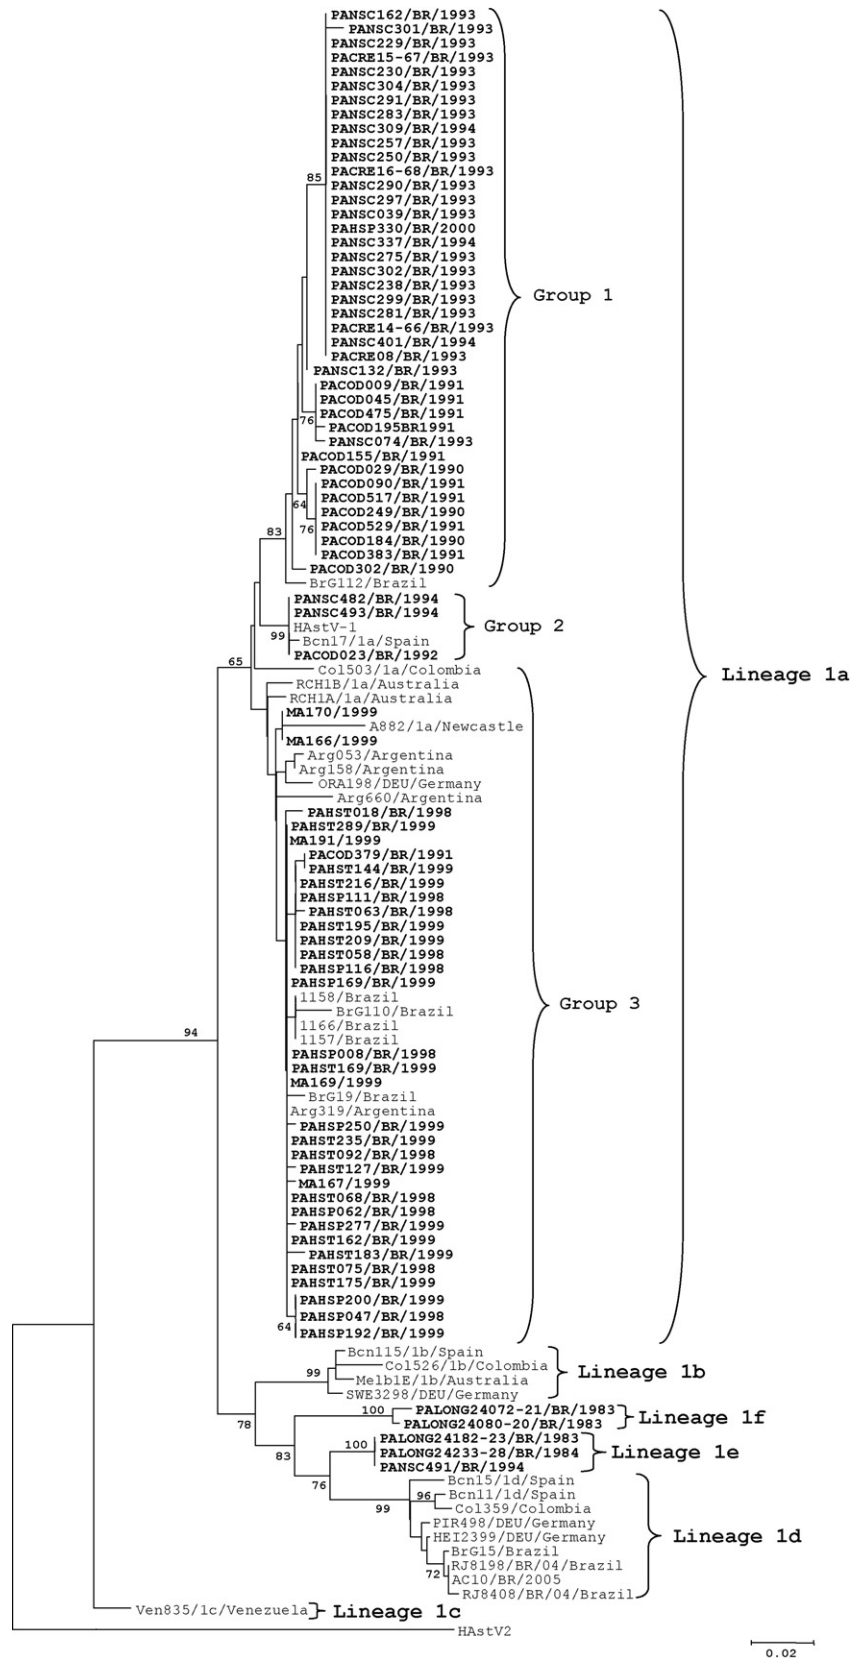 PANSC162/BR/1993
PANSC301/BR/1993
PANSC229/BR/1993
PACRE15-67/BR/1993
PANSC230/BR/1993
PANSC304/BR/1993
PANSC291/BR/1993
PANSC283/BR/1993
PANSC309/BR/1994
PANSC257/BR/1993
PANSC250/BR/1993
PACRE16-68/BR/1993
85
PANSC290/BR/1993
PANSC297/BR/1993
PANSC039/BR/1993
PAHSP330/BR/2000
PANSC337/BR/1994
PANSC275/BR/1993
PANSC302/BR/1993
PANSC238/BR/1993
PANSC299/BR/1993
Group 1
PANSC281/BR/1993
PACRE14-66/BR/1993
PANSC401/BR/1994
PACRE08/BR/1993
PANSC132/BR/1993
PACOD009/BR/1991
PACOD045/BR/1991
PACOD475/BR/1991
76
PACOD195BR1991
PANSC074/BR/1993
PACOD155/BR/1991
PACOD029/BR/1990
PACOD090/BR/1991
PACOD517/BR/1991
64
PACOD249/BR/1990
PACOD529/BR/1991
76
83
PACOD184/BR/1990
PACOD383/BR/1991
PACOD302/BR/1990
BrG112/Brazil
PANSC482/BR/1994
PANSC493/BR/1994
HAstV-1
Group 2
99
Bcn17/1a/Spain
PACOD023/BR/1992
65
Col503/1a/Colombia
Lineage 1a
RCH1B/1a/Australia
RCH1A/1a/Australia
MA170/1999
A882/1a/Newcastle
MA166/1999
Arg053/Argentina
Arg158/Argentina
ORA198/DEU/Germany
Arg660/Argentina
PAHST018/BR/1998
PAHST289/BR/1999
MA191/1999
PACOD379/BR/1991
PAHST144/BR/1999
PAHST216/BR/1999
PAHSP111/BR/1998
PAHST063/BR/1998
PAHST195/BR/1999
PAHST209/BR/1999
PAHST058/BR/1998
PAHSP116/BR/1998
PAHSP169/BR/1999
1158/Brazil
Group 3
BrG110/Brazil
1166/Brazil
94
1157/Brazil
PAHSP008/BR/1998
PAHST169/BR/1999
MA169/1999
BrG19/Brazil
Arg319/Argentina
PAHSP250/BR/1999
PAHST235/BR/1999
PAHST092/BR/1998
PAHST127/BR/1999
MA167/1999
PAHST068/BR/1998
PAHSP062/BR/1998
PAHSP277/BR/1999
PAHST162/BR/1999
PAHST183/BR/1999
PAHST075/BR/1998
PAHST175/BR/1999
PAHSP200/BR/1999
PAHSP047/BR/1998
64
PAHSP192/BR/1999
Bcn115/1b/Spain
99
Col526/1b/Colombia
Lineage 1b
Melb1E/1b/Australia
SWE3298/DEU/Germany
100
PALONG24072-21/BR/1983
Lineage 1f
78
PALONG24080-20/BR/1983
PALONG24182-23/BR/1983
100
PALONG24233-28/BR/1984
Lineage 1e
83
PANSC491/BR/1994
Bcn15/1d/Spain
76
96
Bcn11/1d/Spain
99
Col359/Colombia
PIR498/DEU/Germany
HEI2399/DEU/Germany
Lineage 1d
BrG15/Brazil
RJ8198/BR/04/Brazil
72
AC10/BR/2005
RJ8408/BR/04/Brazil
Ven835/1c/Venezuela
Lineage 1c
HAstV2
0.02